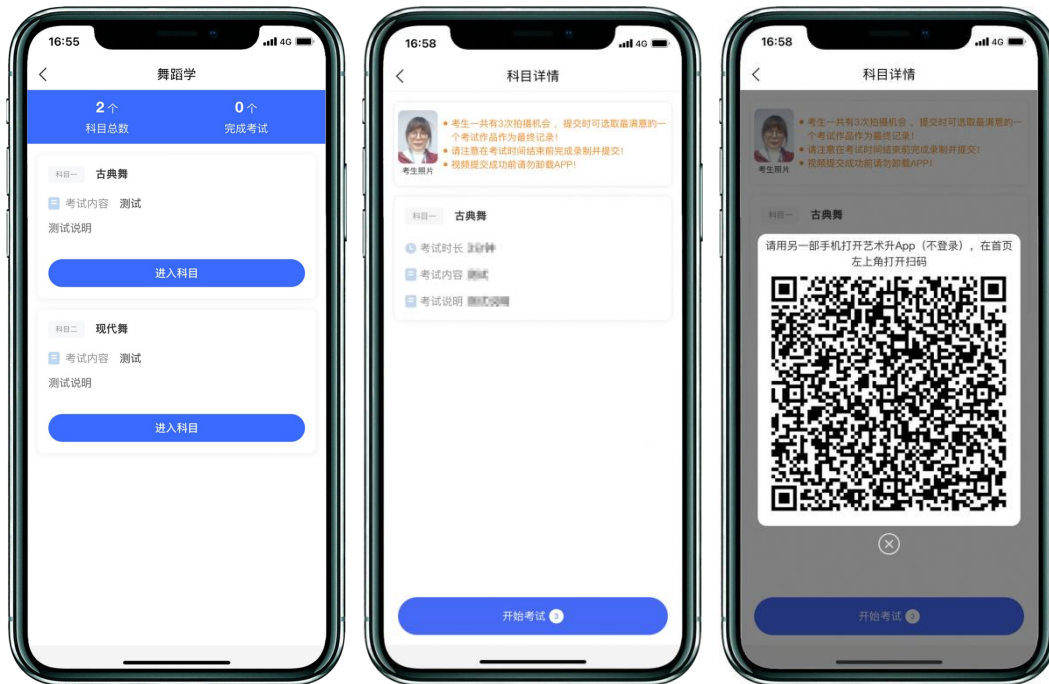 16:55
4G
舞蹈学
2个
0个
科目总数
完成考试
科目一 古典舞
考试内容 测试
测试说明
进入科目
科目二 现代舞
考试内容 测试
测试说明
进入科目
16:58
4G
科目详情
考生照片
• 考生一共有3次拍摄机会，提交时可选取最满意的一
个考试作品作为最终记录！
• 请注意在考试时间结束前完成录制并提交！
• 视频提交成功前请勿卸载APP！
科目一 古典舞
考试时长
考试内容
考试说明
开始考试 3
16:58
4G
科目详情
考生照片
• 考生一共有3次拍摄机会，提交时可选取最满意的一
个考试作品作为最终记录！
• 请注意在考试时间结束前完成录制并提交！
• 视频提交成功前请勿卸载APP！
科目一 古典舞
请用另一部手机打开艺术升App（不登录），在首页
左上角打开扫码
开始考试 3